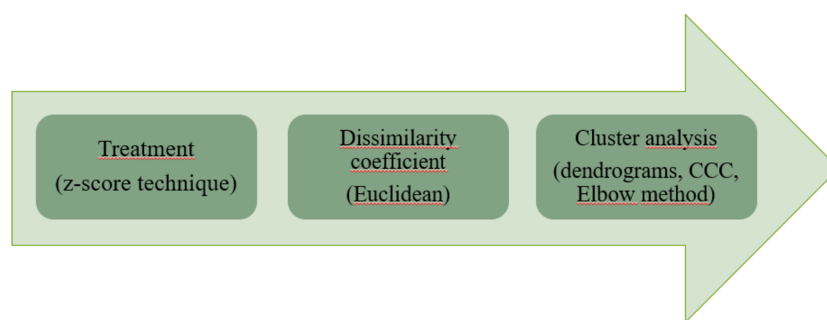 Treatment
(z-score technique)
Dissimilarity
coefficient
(Euclidean)
Cluster analysis
(dendrograms, CCC,
Elbow method)